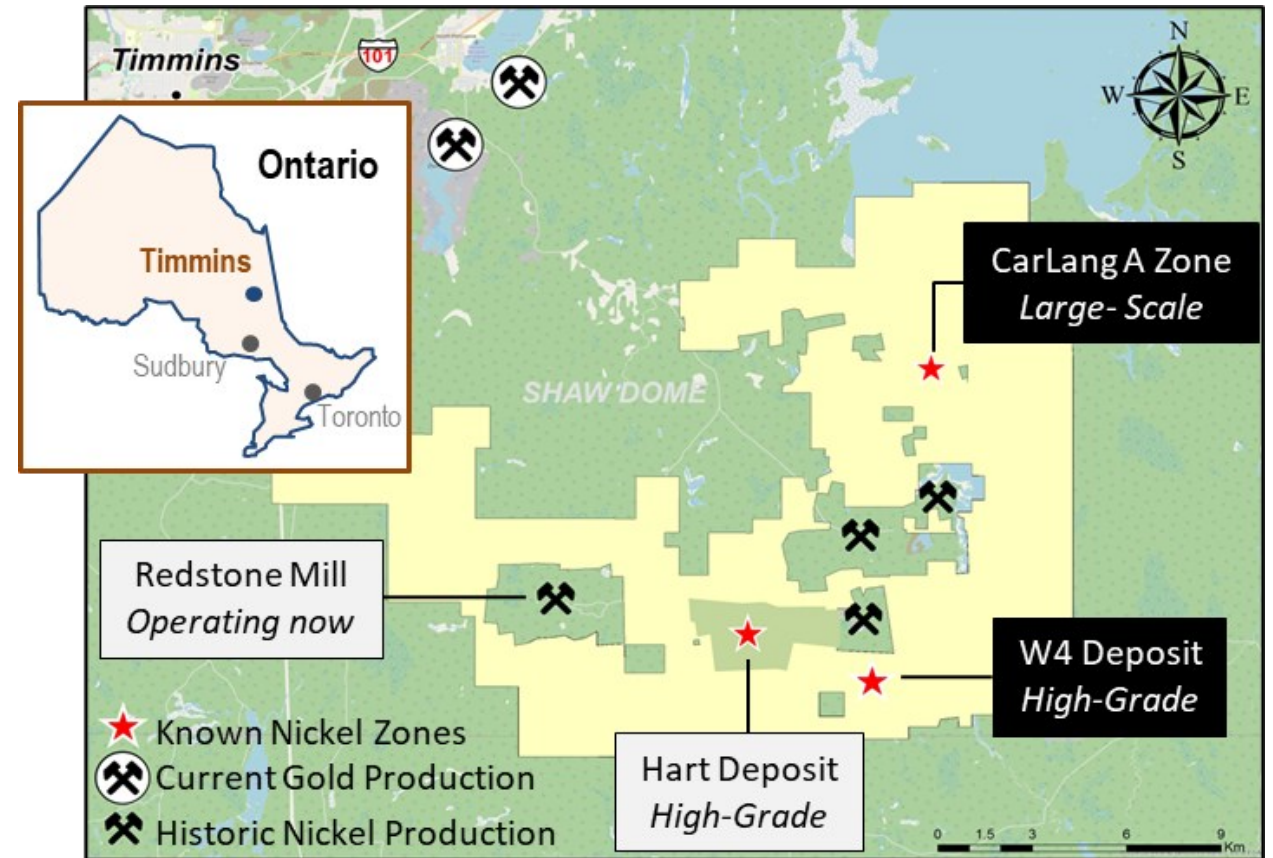 Timmins
101
N
W
E
S
Ontario
Timmins
Sudbury
Toronto
CarLang A Zone
Large- Scale
SHAW DOME
Redstone Mill
Operating now
W4 Deposit
High-Grade
Hart Deposit
High-Grade
Known Nickel Zones
Current Gold Production
Historic Nickel Production
0 1.5 3 6 9
Km